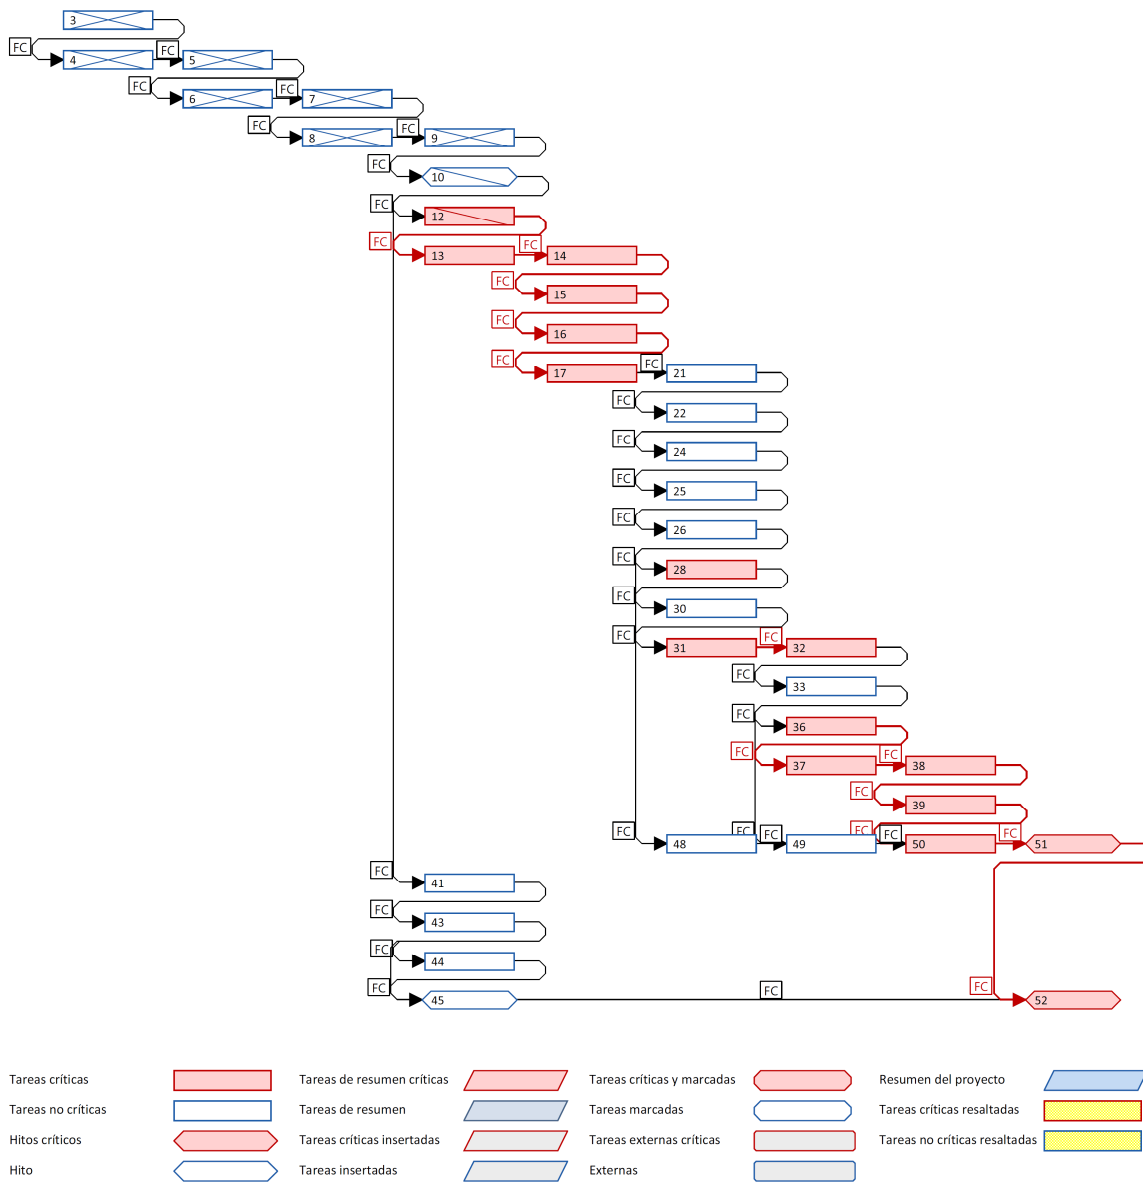 3
FC
4
FC
5
FC
6
FC
7
FC
8
FC
9
FC
10
FC
12
FC
13
FC
14
FC
15
FC
16
FC
17
FC
21
FC
22
FC
24
FC
25
FC
26
FC
28
FC
30
FC
31
FC
32
FC
33
FC
36
FC
37
FC
38
FC
39
FC
48
FC
FC
49
FC
FC
50
FC
51
FC
41
FC
43
FC
44
FC
45
FC
FC
52
Tareas críticas
Tareas no críticas
Hitos críticos
Hito
Tareas de resumen críticas
Tareas de resumen
Tareas críticas insertadas
Tareas insertadas
Tareas críticas y marcadas
Tareas marcadas
Tareas externas críticas
Externas
Resumen del proyecto
Tareas críticas resaltadas
Tareas no críticas resaltadas